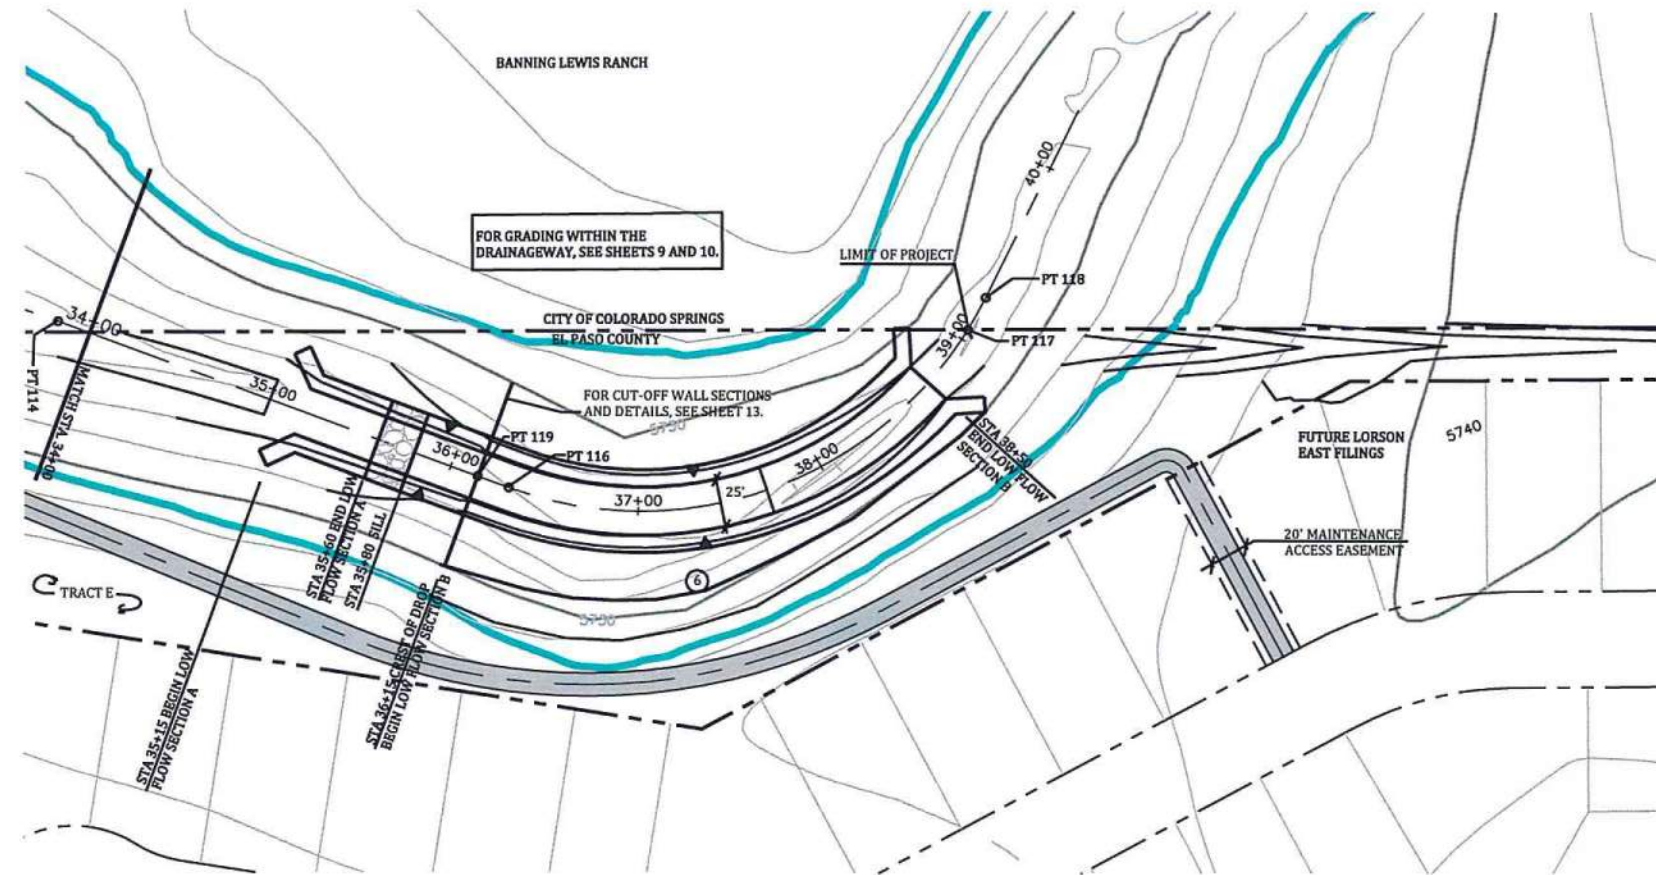 BANNING LEWIS RANCH
FOR GRADING WITHIN THE
DRAINAGEWAY, SEE SHEETS 9 AND 10.
LIMIT OF PROJECT
40+00
PT 118
34+00
CITY OF COLORADO SPRINGS
EL PASO COUNTY
39+00
PT 117
PT 114
MATCH STA. 34+00
35+00
FOR CUT-OFF WALL SECTIONS
AND DETAILS, SEE SHEET 13.
5730
36+00
PT 119
PT 116
38+00
37+00
25'
STA 38+50
END LOW FLOW
SECTION B
FUTURE LORSON
EAST FILINGS
5740
20' MAINTENANCE
ACCESS EASEMENT
STA 35+60 END LOW
FLOW SECTION A
STA 35+80 SILL
6
TRACT E
5730
STA 36+15 CREST OF DROP
BEGIN LOW FLOW SECTION B
STA 35+15 BEGIN LOW
FLOW SECTION A